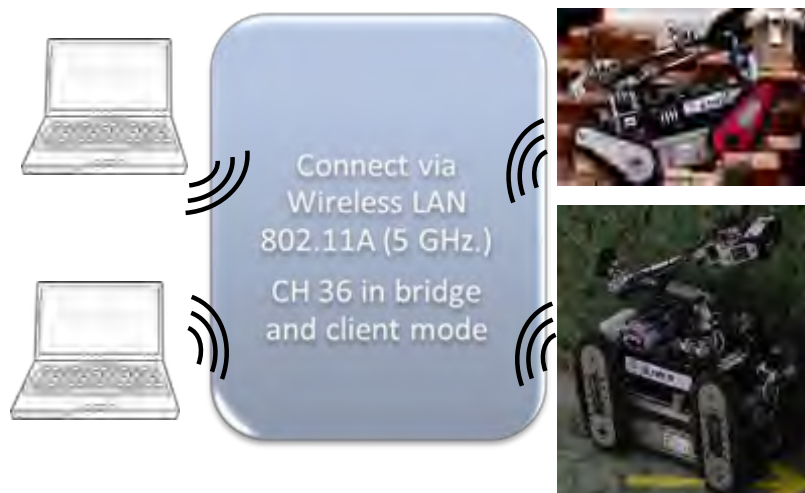 Connect via
Wireless LAN
802.11A (5 GHz.)
CH 36 in bridge
and client mode